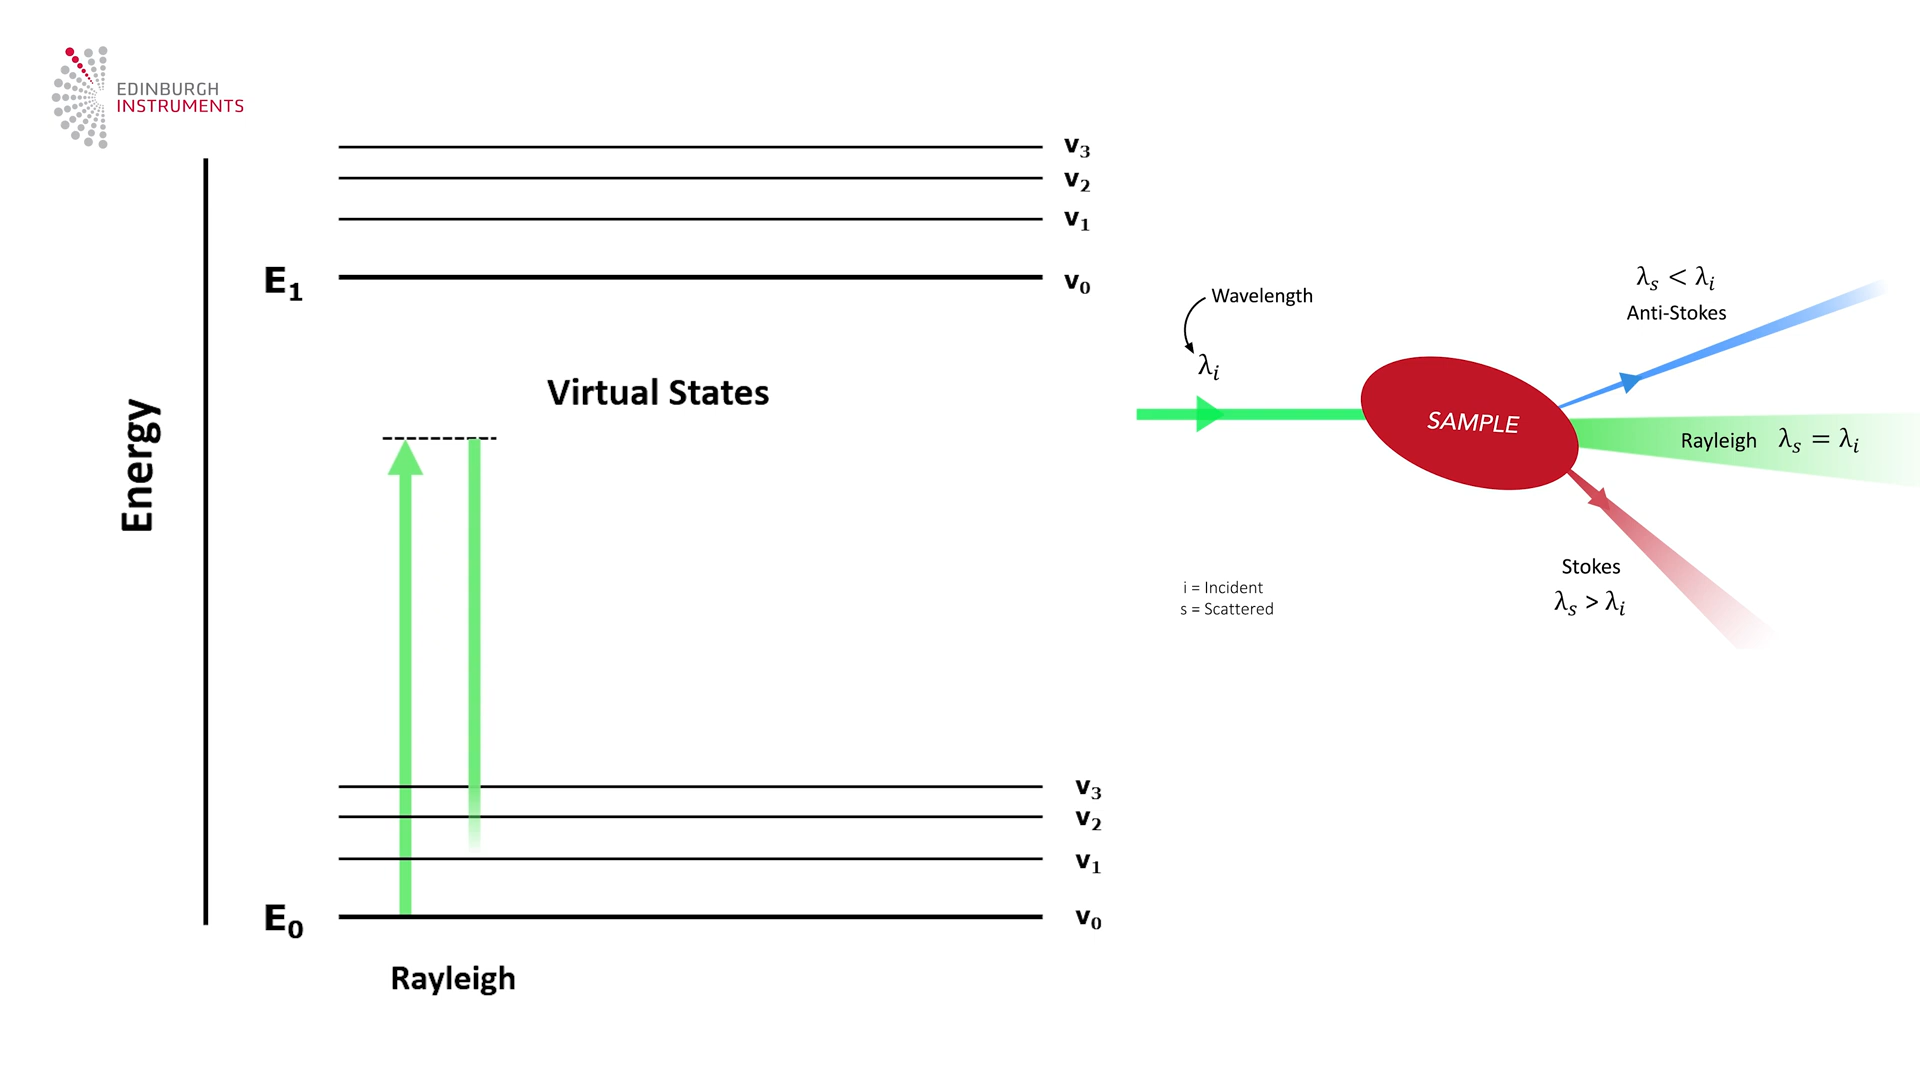 EDINBURGH
INSTRUMENTS
v₃
v₂
v₁
E₁
v₀
Virtual States
Energy
v₃
v₂
v₁
E₀
v₀
Rayleigh
Wavelength
λᵢ
SAMPLE
λₛ < λᵢ
Anti-Stokes
Rayleigh λₛ = λᵢ
Stokes
λₛ > λᵢ
i = Incident
s = Scattered